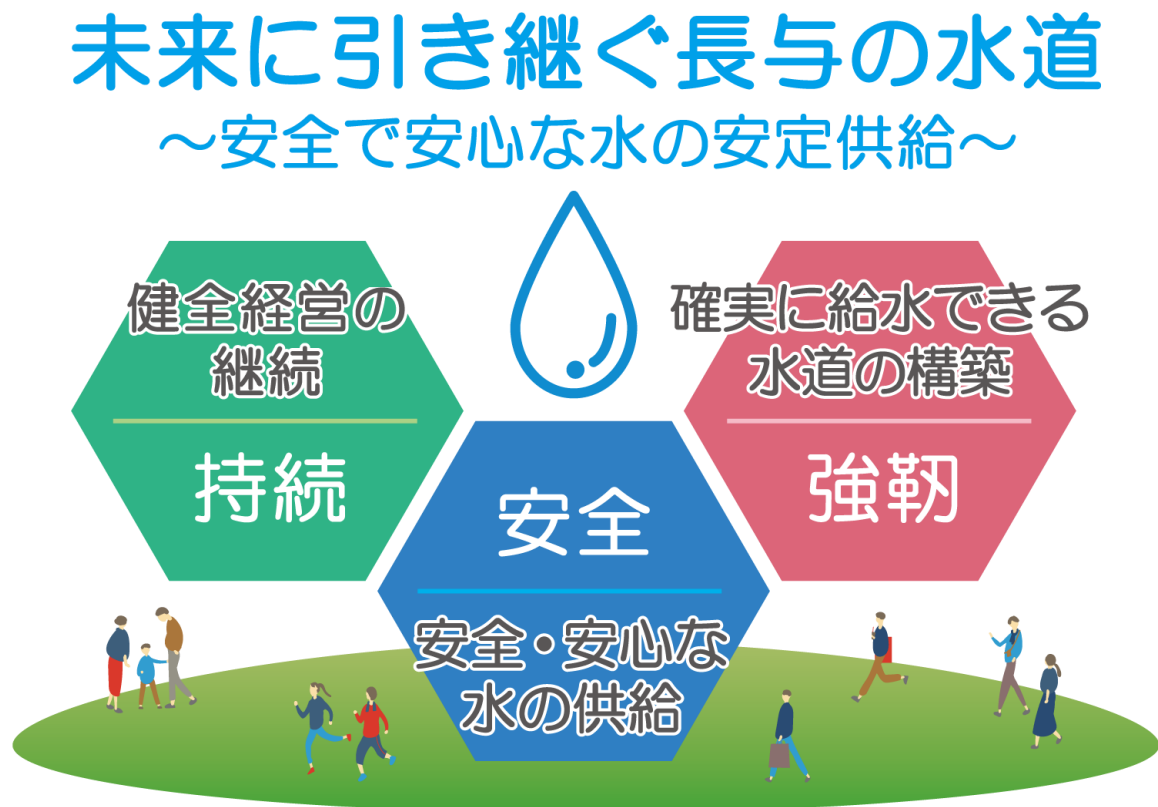 未来に引き継ぐ長与の水道
～安全で安心な水の安定供給～
健全経営の
継続
持続
確実に給水できる
水道の構築
強靭
安全
安全・安心な
水の供給